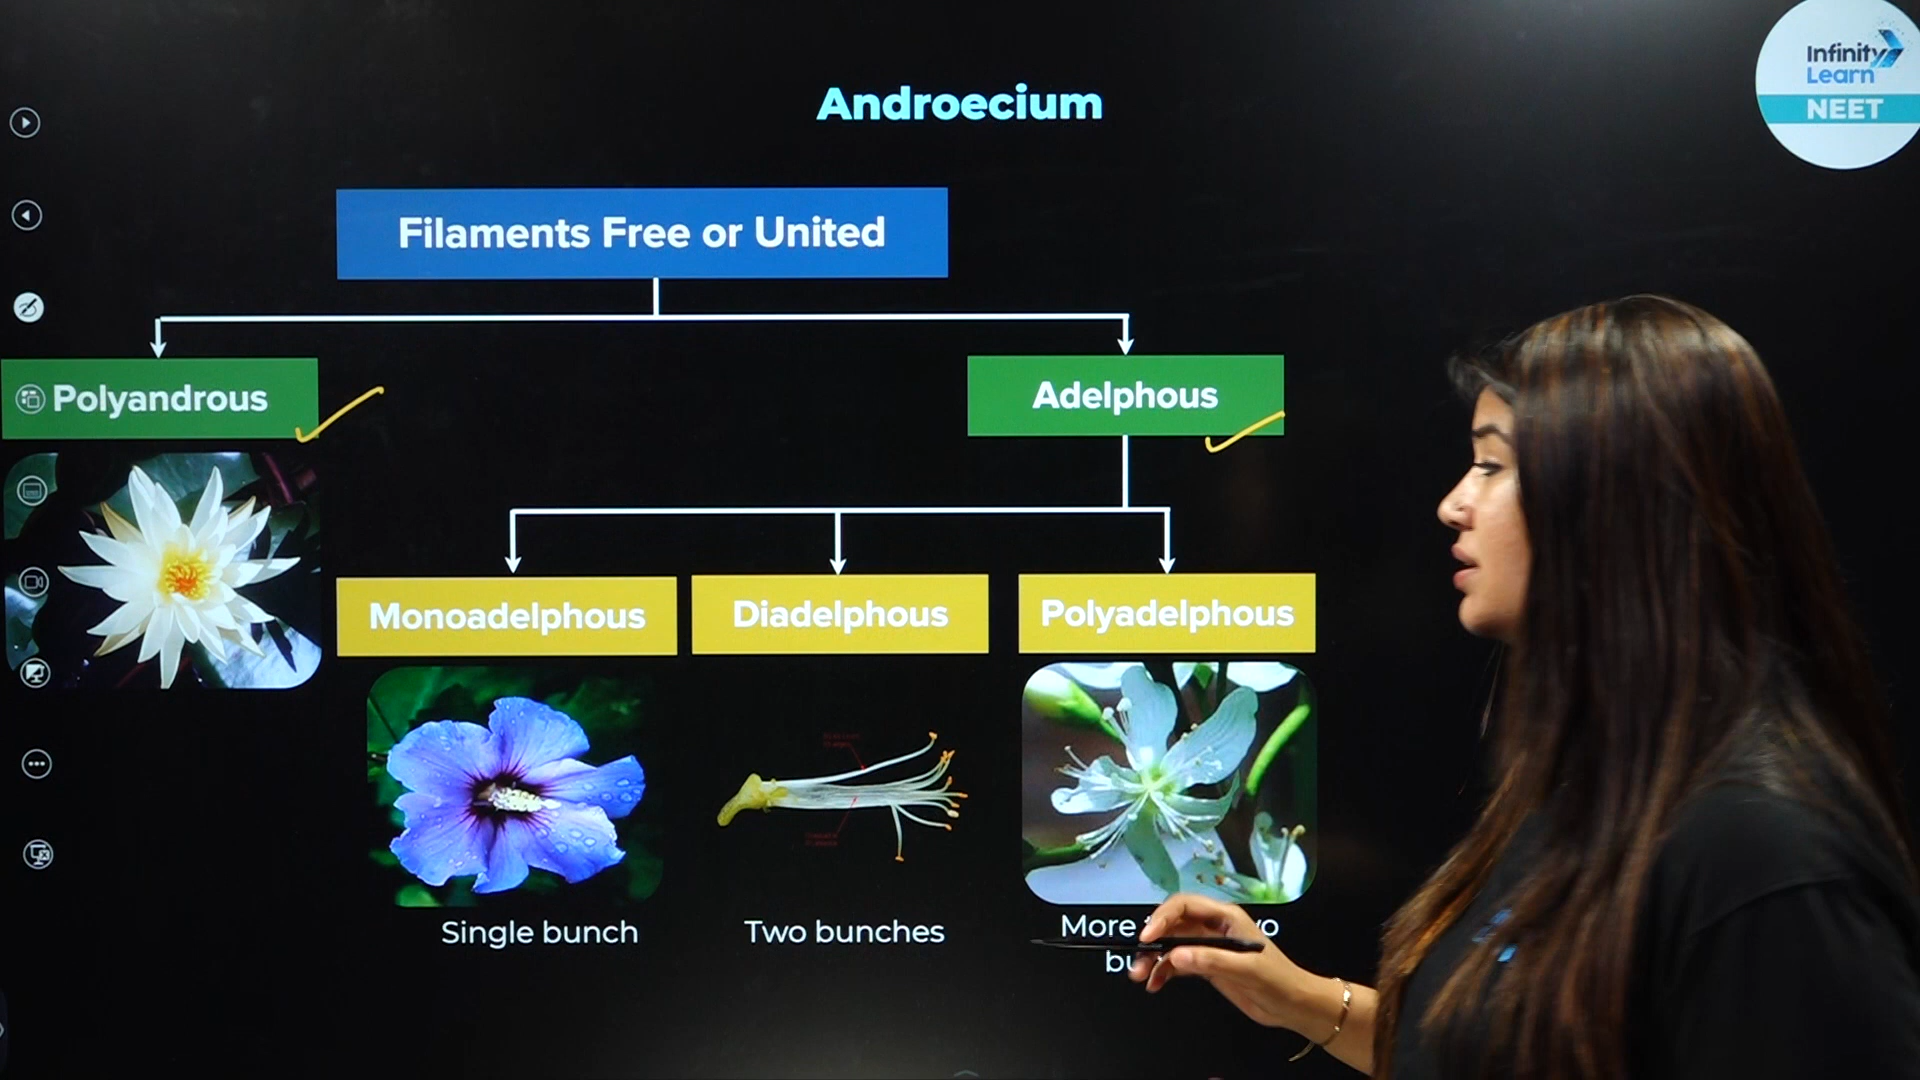 Infinity
Learn
NEET
Androecium
Filaments Free or United
Polyandrous
Adelphous
Monoadelphous
Diadelphous
Polyadelphous
Single bunch
Two bunches
More